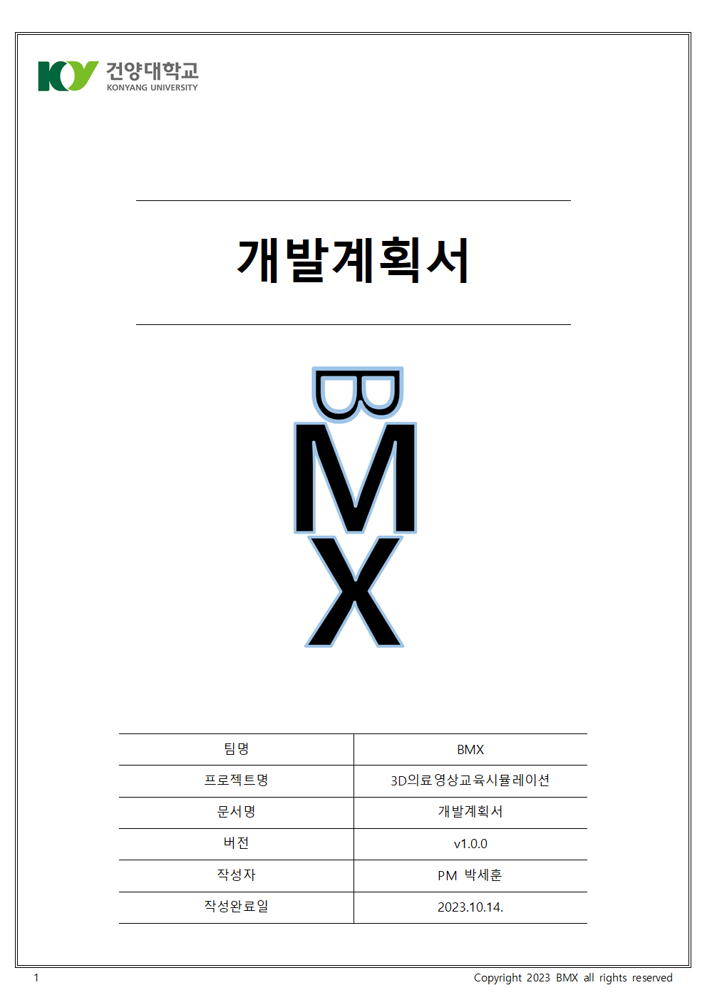 건양대학교
KONYANG UNIVERSITY
개발계획서
B
M
X
팀명 BMX
프로젝트명 3D의료영상교육시뮬레이션
문서명 개발계획서
버전 v1.0.0
작성자 PM 박세훈
작성완료일 2023.10.14.
1 Copyright 2023 BMX all rights reserved